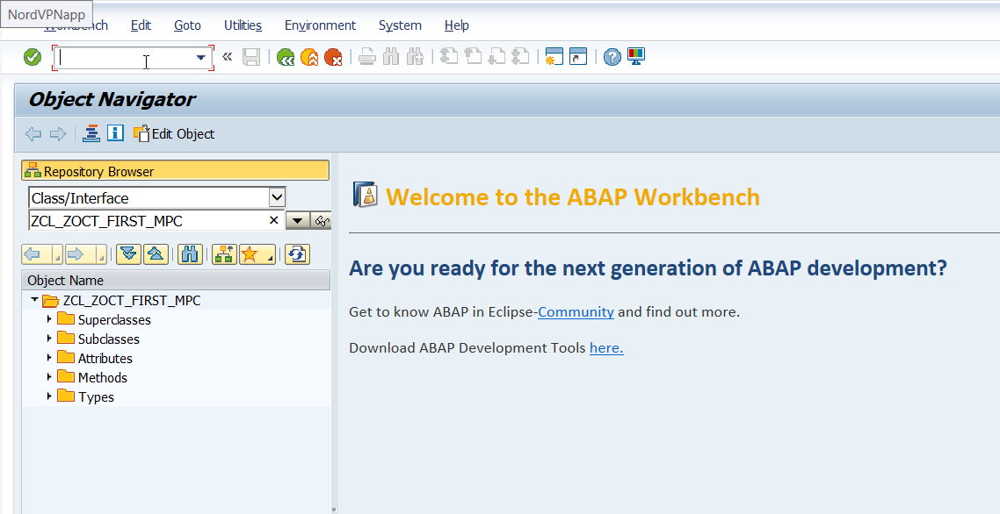 NordVPNapp
Workbench Edit Goto Utilities Environment System Help
Object Navigator
Edit Object
Repository Browser
Class/Interface
ZCL_ZOCT_FIRST_MPC
Object Name
ZCL_ZOCT_FIRST_MPC
Superclasses
Subclasses
Attributes
Methods
Types
Welcome to the ABAP Workbench
Are you ready for the next generation of ABAP development?
Get to know ABAP in Eclipse-Community and find out more.
Download ABAP Development Tools here.